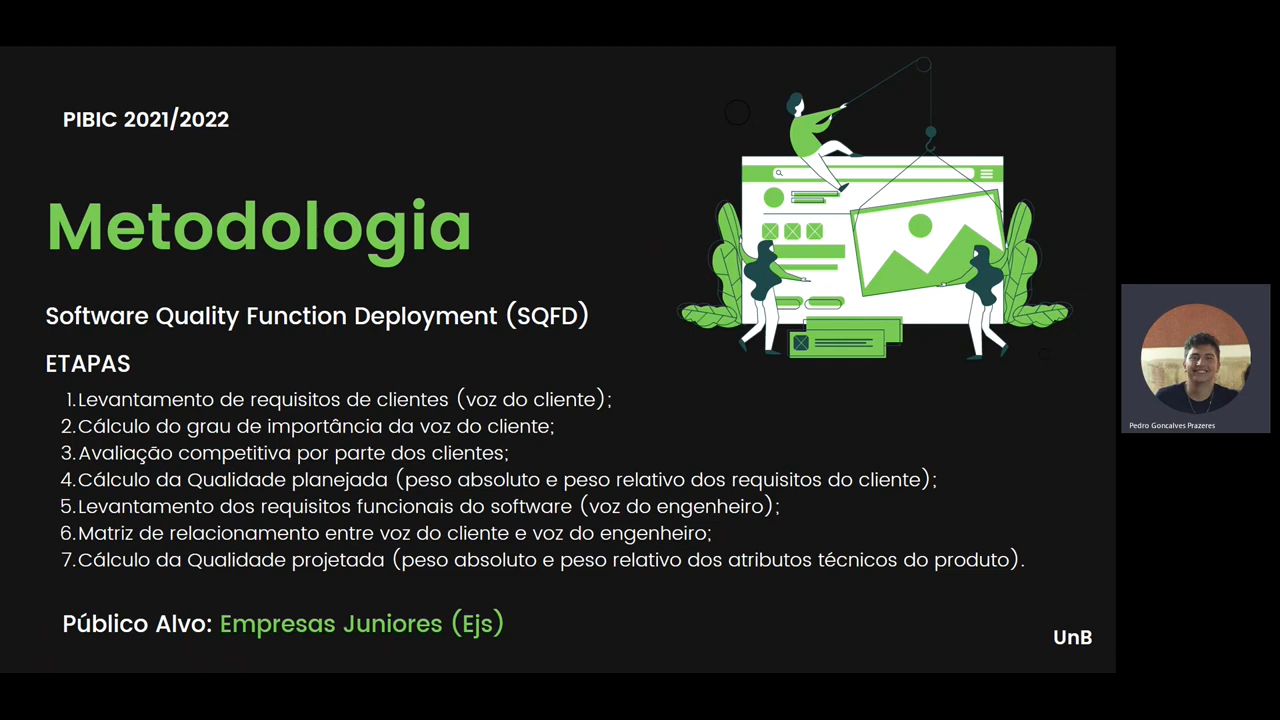 PIBIC 2021/2022
Metodologia
Software Quality Function Deployment (SQFD)
ETAPAS
1.Levantamento de requisitos de clientes (voz do cliente);
2.Cálculo do grau de importância da voz do cliente;
3.Avaliação competitiva por parte dos clientes;
4.Cálculo da Qualidade planejada (peso absoluto e peso relativo dos requisitos do cliente);
5.Levantamento dos requisitos funcionais do software (voz do engenheiro);
6.Matriz de relacionamento entre voz do cliente e voz do engenheiro;
7.Cálculo da Qualidade projetada (peso absoluto e peso relativo dos atributos técnicos do produto).
Público Alvo: Empresas Juniores (Ejs)
UnB
Pedro Goncalves Prazeres